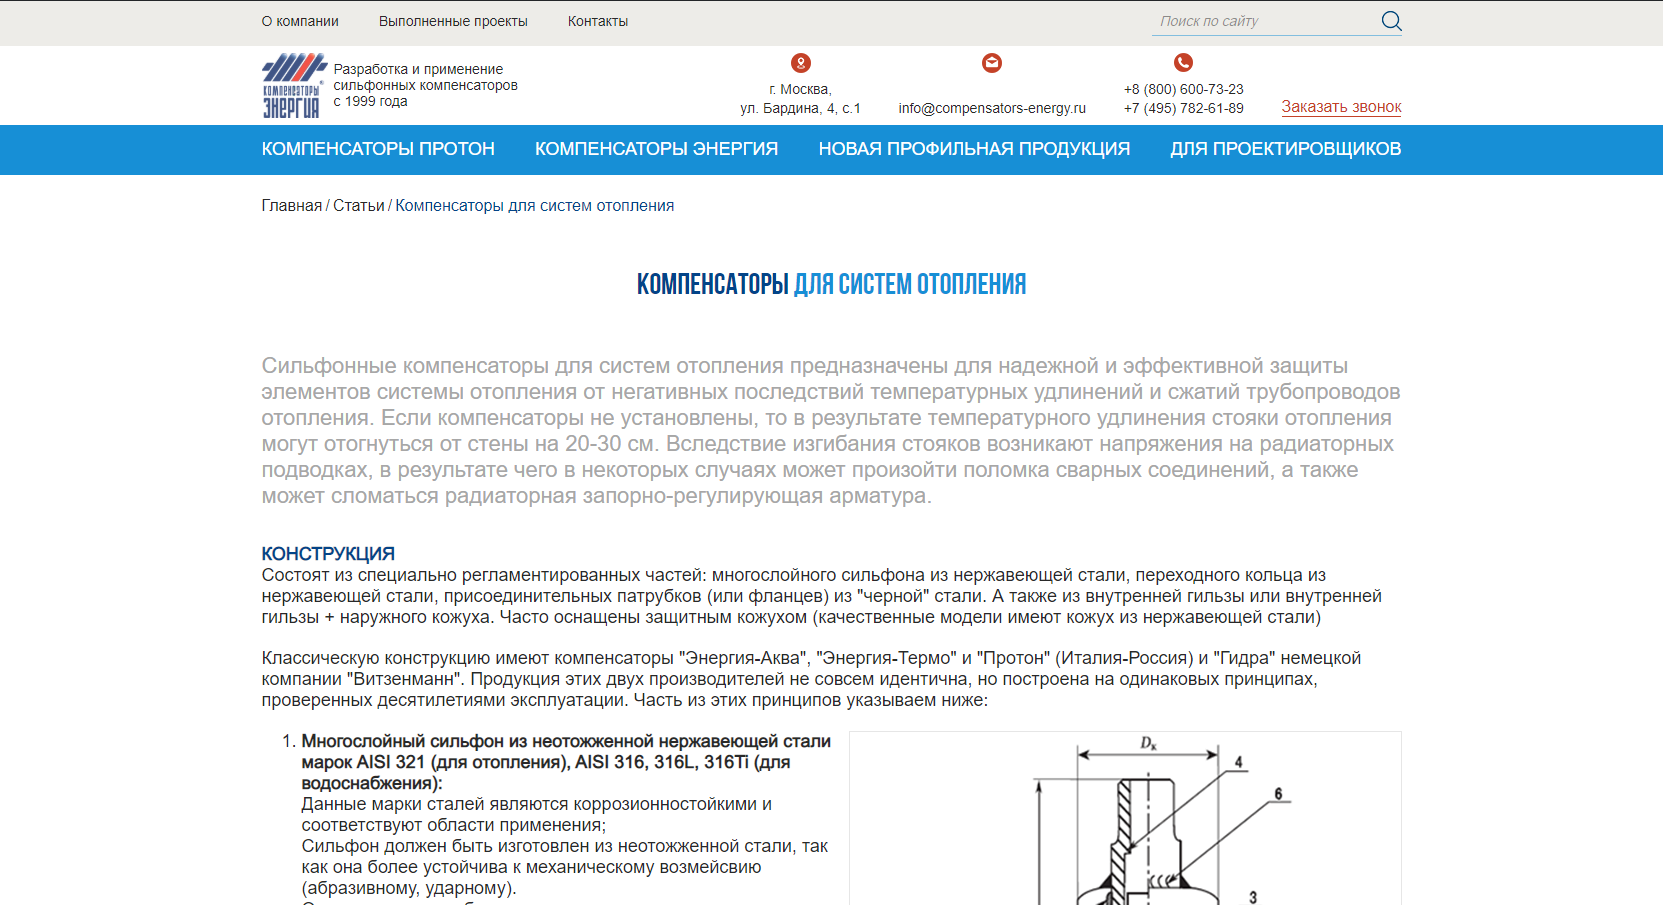 О компании Выполненные проекты Контакты Поиск по сайту
КОМПЕНСАТОРЫ
ЭНЕРГИЯ
Разработка и применение
сильфонных компенсаторов
с 1999 года
г. Москва,
ул. Бардина, 4, с.1
info@compensators-energy.ru
+8 (800) 600-73-23
+7 (495) 782-61-89
Заказать звонок
КОМПЕНСАТОРЫ ПРОТОН КОМПЕНСАТОРЫ ЭНЕРГИЯ НОВАЯ ПРОФИЛЬНАЯ ПРОДУКЦИЯ ДЛЯ ПРОЕКТИРОВЩИКОВ
Главная / Статьи / Компенсаторы для систем отопления
КОМПЕНСАТОРЫ ДЛЯ СИСТЕМ ОТОПЛЕНИЯ
Сильфонные компенсаторы для систем отопления предназначены для надежной и эффективной защиты
элементов системы отопления от негативных последствий температурных удлинений и сжатий трубопроводов
отопления. Если компенсаторы не установлены, то в результате температурного удлинения стояки отопления
могут отогнуться от стены на 20-30 см. Вследствие изгибания стояков возникают напряжения на радиаторных
подводках, в результате чего в некоторых случаях может произойти поломка сварных соединений, а также
может сломаться радиаторная запорно-регулирующая арматура.
КОНСТРУКЦИЯ
Состоят из специально регламентированных частей: многослойного сильфона из нержавеющей стали, переходного кольца из
нержавеющей стали, присоединительных патрубков (или фланцев) из "черной" стали. А также из внутренней гильзы или внутренней
гильзы + наружного кожуха. Часто оснащены защитным кожухом (качественные модели имеют кожух из нержавеющей стали)
Классическую конструкцию имеют компенсаторы "Энергия-Аква", "Энергия-Термо" и "Протон" (Италия-Россия) и "Гидра" немецкой
компании "Витзенманн". Продукция этих двух производителей не совсем идентична, но построена на одинаковых принципах,
проверенных десятилетиями эксплуатации. Часть из этих принципов указываем ниже:
1. Многослойный сильфон из неотожженной нержавеющей стали
марок AISI 321 (для отопления), AISI 316, 316L, 316Ti (для
водоснабжения):
Данные марки сталей являются коррозионностойкими и
соответствуют области применения;
Сильфон должен быть изготовлен из неотожженной стали, так
как она более устойчива к механическому возмейсвию
(абразивному, ударному).
Dк
4
6
3